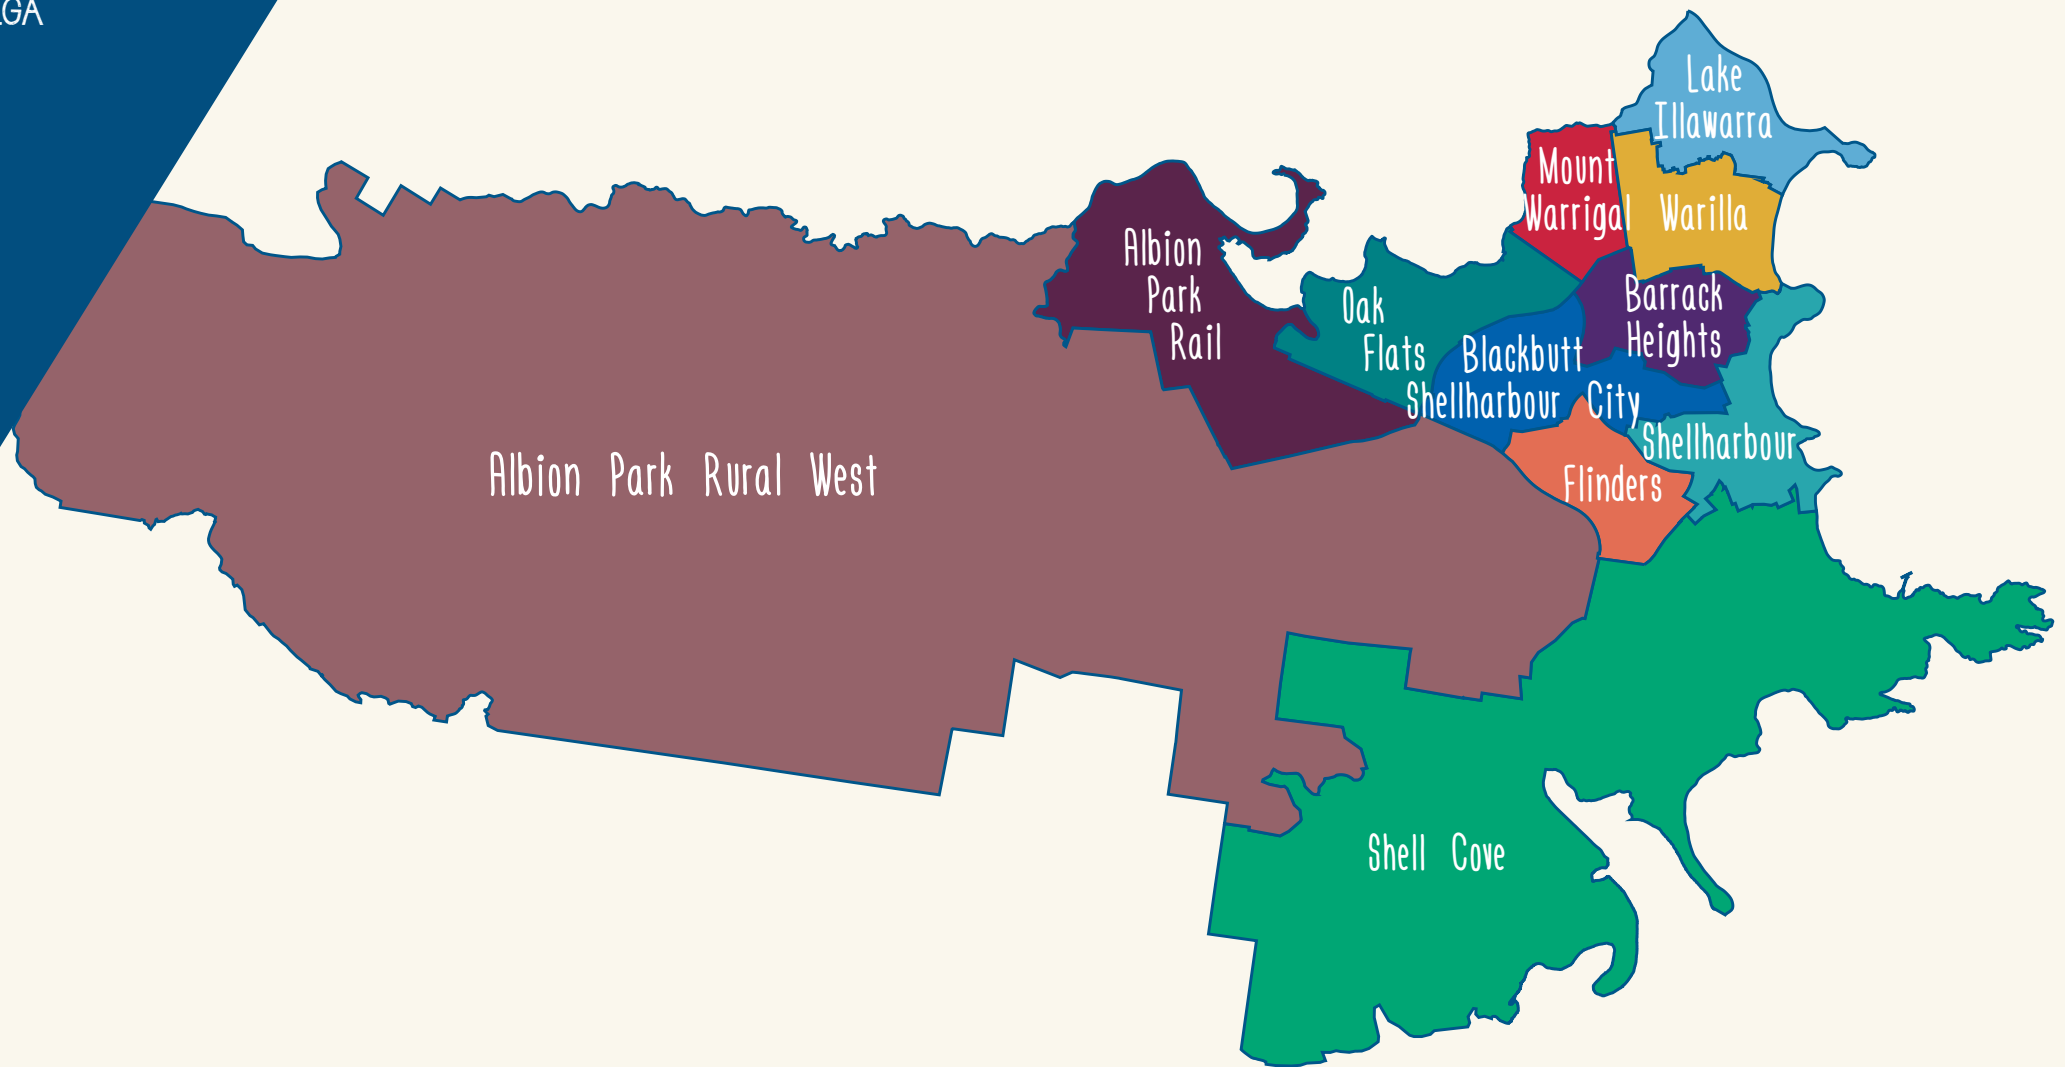 LGA
Lake
Illawarra
Mount
Warrigal
Warilla
Albion
Park
Rail
Oak
Flats
Barrack
Heights
Blackbutt
Shellharbour City
Shellharbour
Flinders
Albion Park Rural West
Shell Cove